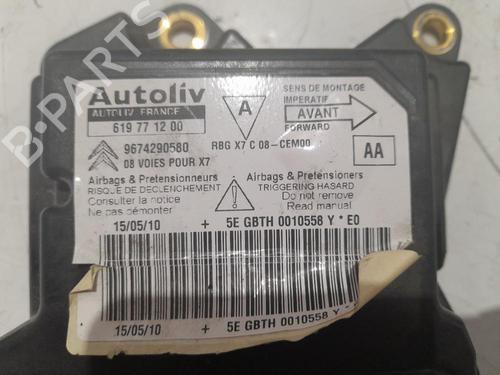 B-PARTS
Autoliv
AUTOLIV FRANCE
619 77 12 00
9674290580
08 VOIES POUR X7
A
SENS DE MONTAGE
IMPERATIF
AVANT
FORWARD
RBG X7 C 08-CEM00
AA
Airbags & Pretensionneurs
RISQUE DE DECLENCHEMENT
Consulter la notice
Ne pas démonter
Airbags & Pretensioners
TRIGGERING HASARD
Do not remove
Read manual
15/05/10 + 5E GBTH 0010558 Y * E0
15/05/10 + 5E GBTH 0010558 Y *